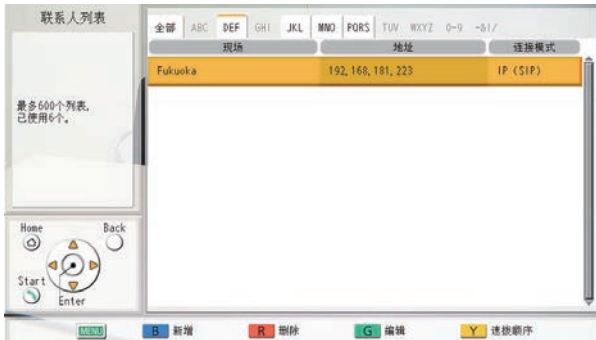 联系人列表
全部 ABC DEF GHI JKL MNO PQRS TUV WXYZ 0-9 -&1/
现场 地址 连接模式
Fukuoka 192, 168, 181, 223 IP (SIP)
最多600个列表,
已使用6个。
Home Back
Start
Enter
MENU B 新增 R 删除 G 编辑 Y 速拨顺序